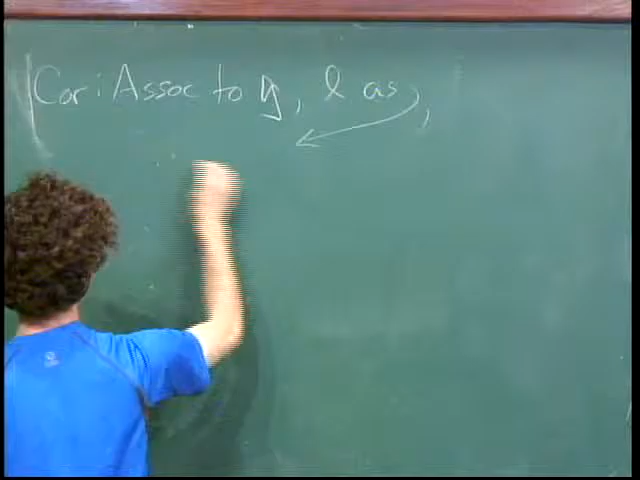 Cor: Assoc to 𝔤, l as,